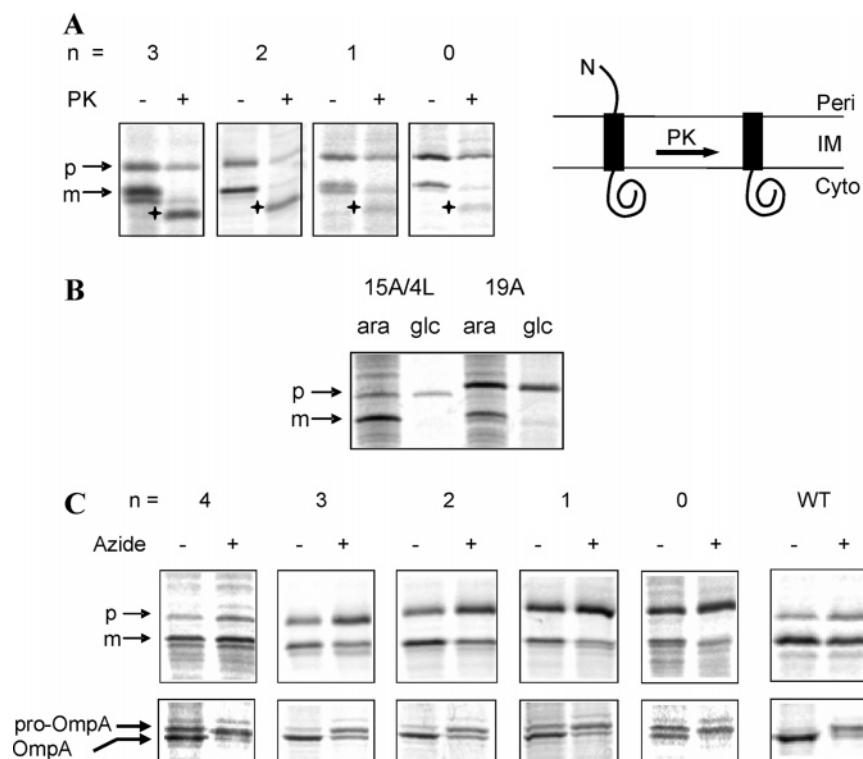 A
n = 3 2 1 0
PK - + - + - + - +
p
m
N
PK
Peri
IM
Cyto
B
15A/4L 19A
ara glc ara glc
p
m
C
n = 4 3 2 1 0 WT
Azide - + - + - + - + - + - +
p
m
pro-OmpA
OmpA